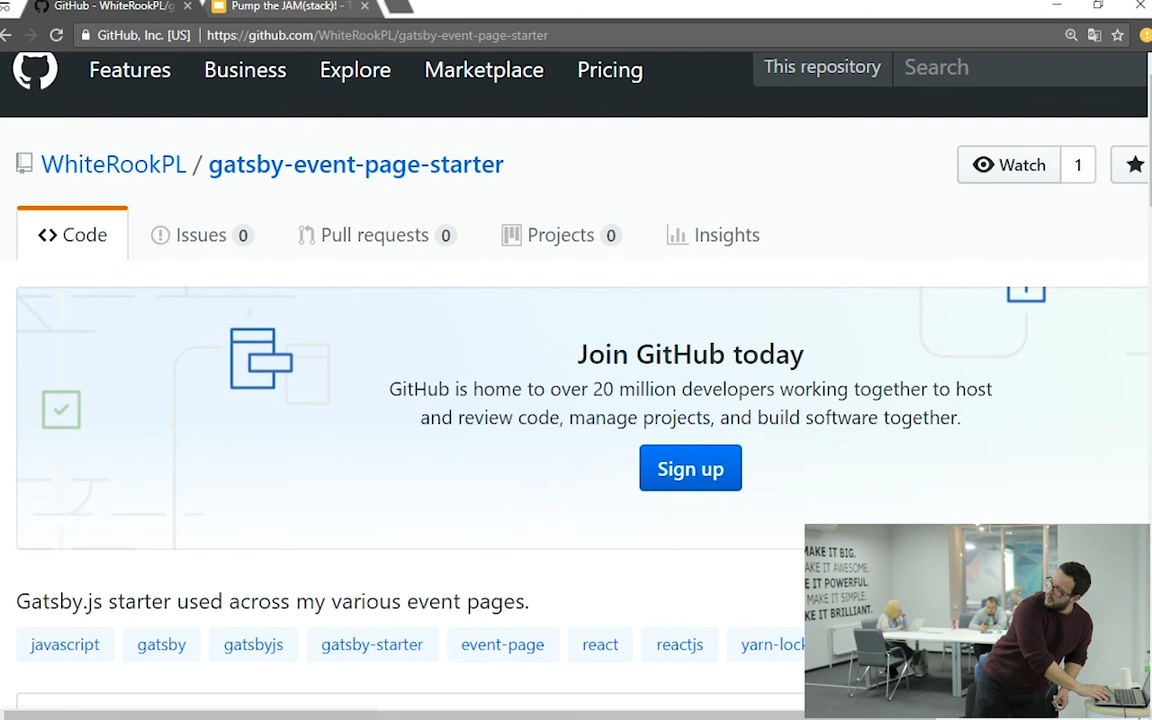 GitHub - WhiteRookPL/g
Pump the JAM(stack)! - T
GitHub, Inc. [US] https://github.com/WhiteRookPL/gatsby-event-page-starter
Features Business Explore Marketplace Pricing This repository Search
WhiteRookPL / gatsby-event-page-starter Watch 1
Code Issues 0 Pull requests 0 Projects 0 Insights
Join GitHub today
GitHub is home to over 20 million developers working together to host
and review code, manage projects, and build software together.
Sign up
Gatsby.js starter used across my various event pages.
javascript gatsby gatsbyjs gatsby-starter event-page react reactjs yarn-lock
MAKE IT BIG.
AKE IT AWESOME.
E IT POWERFUL.
MAKE IT SIMPLE.
KE IT BRILLIANT.